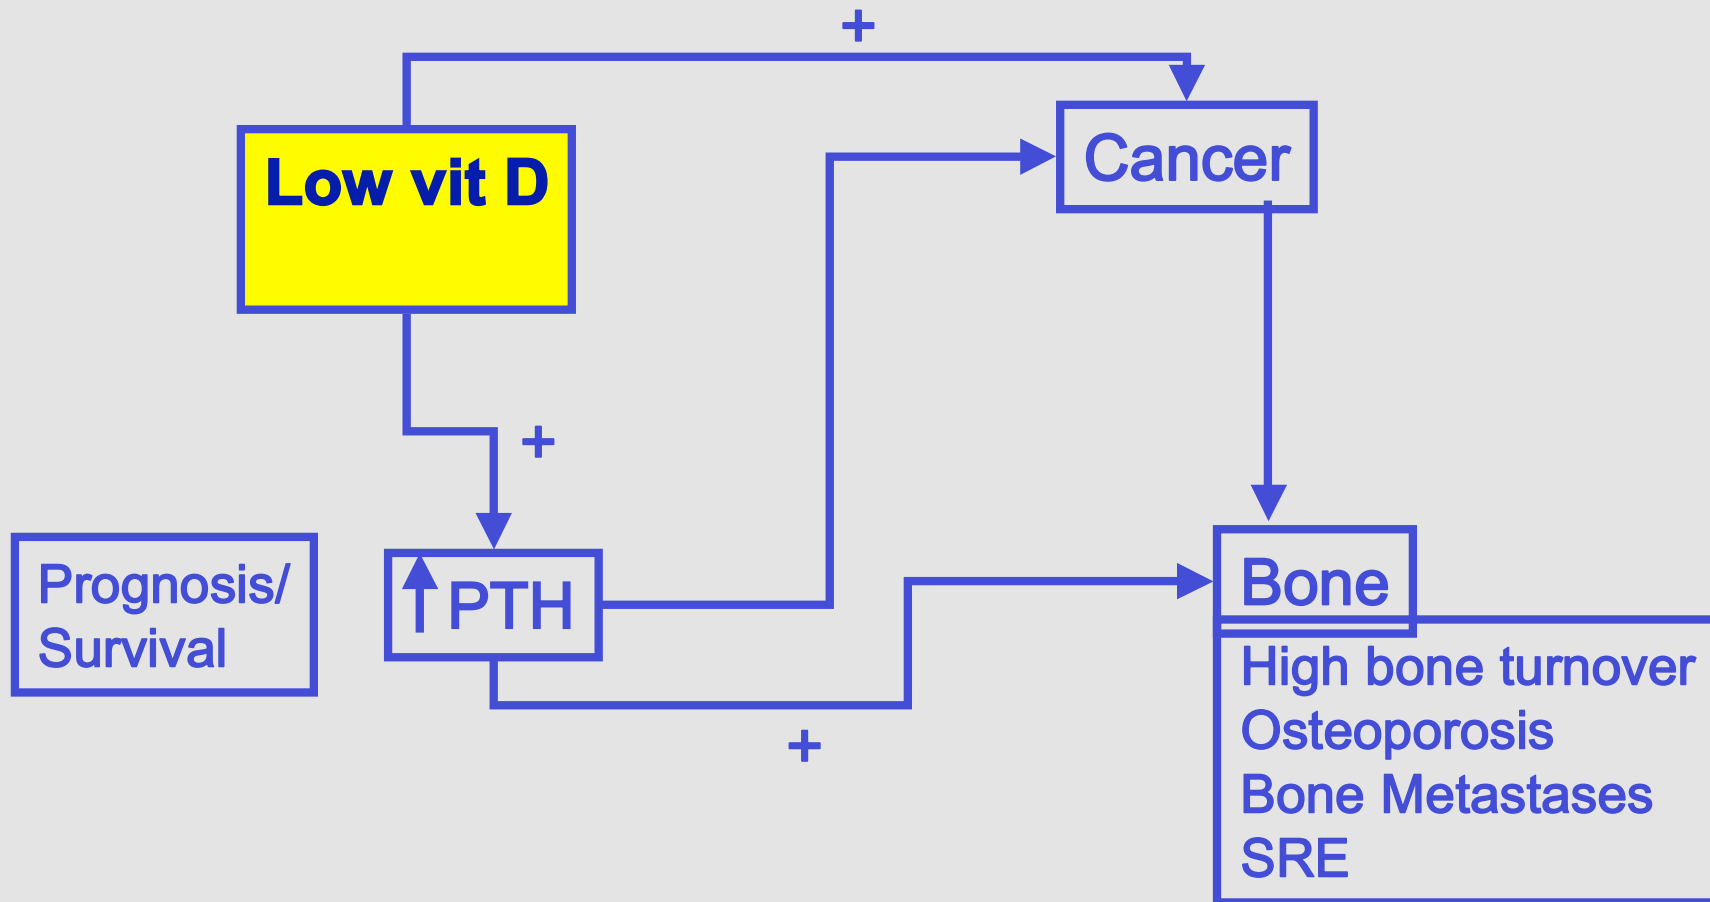 +
Cancer
Low vit D
+
Prognosis/
Survival
PTH
+
Bone
High bone turnover
Osteoporosis
Bone Metastases
SRE